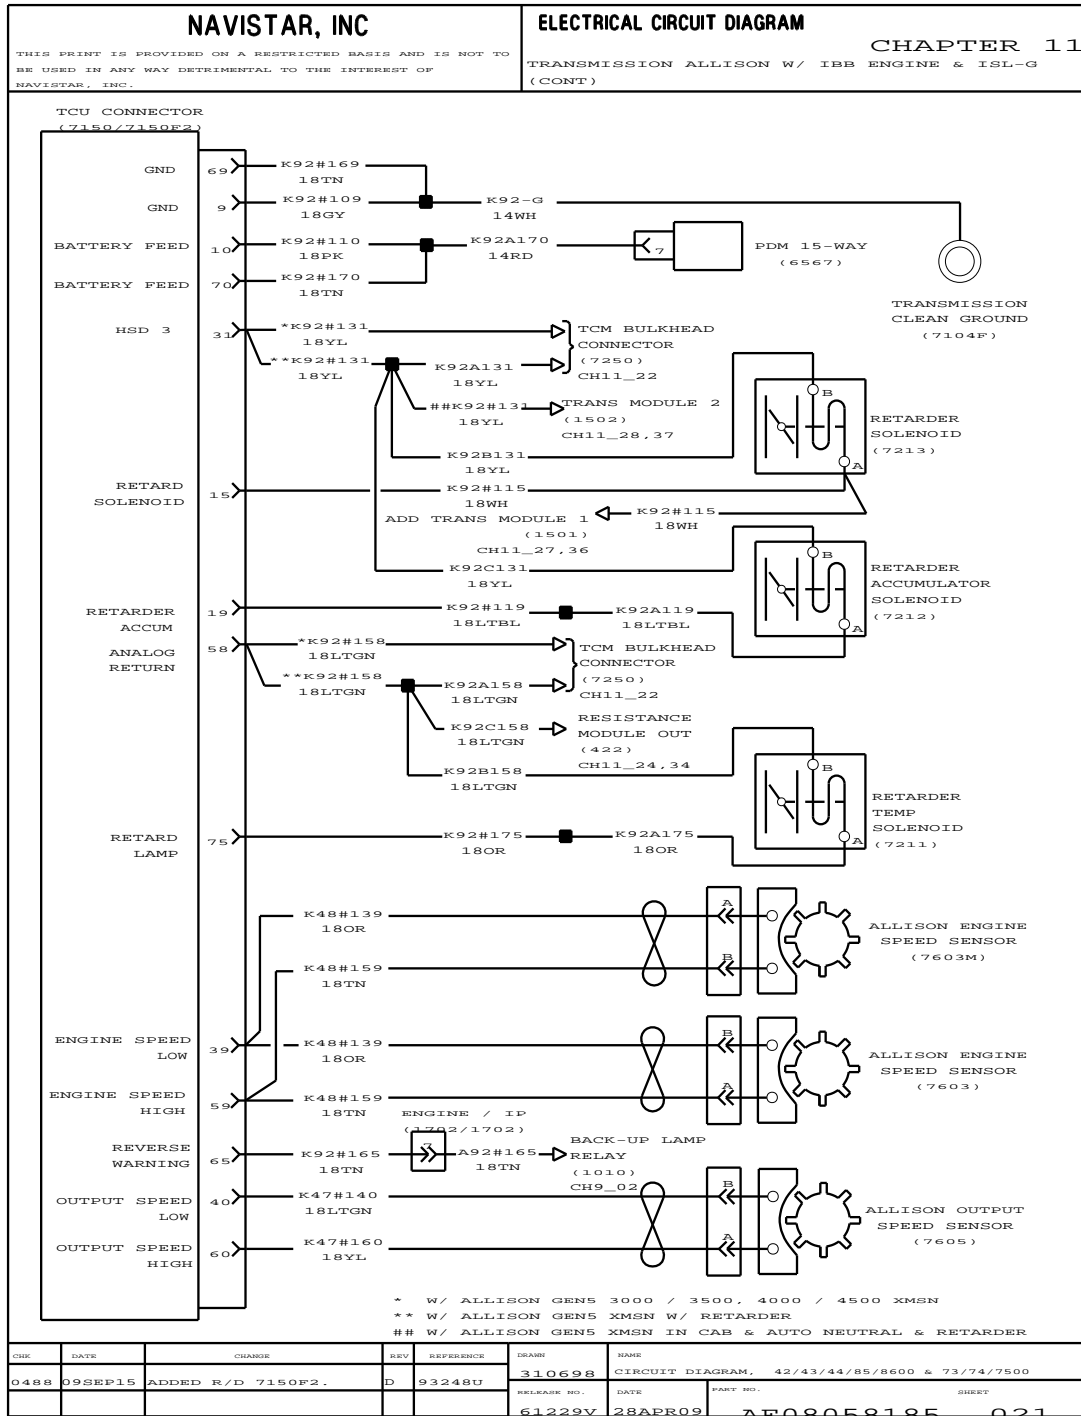 NAVISTAR, INC
THIS PRINT IS PROVIDED ON A RESTRICTED BASIS AND IS NOT TO
BE USED IN ANY WAY DETRIMENTAL TO THE INTEREST OF
NAVISTAR, INC.
ELECTRICAL CIRCUIT DIAGRAM
CHAPTER 11
TRANSMISSION ALLISON W/ IBB ENGINE & ISL-G
(CONT)
TCU CONNECTOR
(7150/7150F2)
GND 69 K92#169
18TN
GND 9 K92#109 K92-G
18GY 14WH
BATTERY FEED 10 K92#110 K92A170 7 PDM 15-WAY
18PK 14RD (6567)
BATTERY FEED 70 K92#170
18TN
TRANSMISSION
CLEAN GROUND
(7104F)
HSD 3 31 *K92#131
18YL
TCM BULKHEAD
CONNECTOR
(7250)
CH11_22
**K92#131 K92A131
18YL 18YL
##K92#131 TRANS MODULE 2
18YL (1502)
CH11_28,37
K92B131
18YL
B
RETARDER
SOLENOID
(7213)
A
RETARD
SOLENOID
15 K92#115
18WH
ADD TRANS MODULE 1 K92#115
(1501) 18WH
CH11_27,36
K92C131
18YL
B
RETARDER
ACCUMULATOR
SOLENOID
(7212)
A
RETARDER
ACCUM
19 K92#119 K92A119
18LTBL 18LTBL
ANALOG
RETURN
58 *K92#158
18LTGN
TCM BULKHEAD
CONNECTOR
(7250)
CH11_22
**K92#158 K92A158
18LTGN 18LTGN
K92C158
18LTGN
RESISTANCE
MODULE OUT
(422)
CH11_24,34
K92B158
18LTGN
B
RETARDER
TEMP
SOLENOID
(7211)
A
RETARD
LAMP
75 K92#175 K92A175
18OR 18OR
K48#139 A
18OR
K48#159 B
18TN
ALLISON ENGINE
SPEED SENSOR
(7603M)
ENGINE SPEED
LOW
39 K48#139 B
18OR
ALLISON ENGINE
SPEED SENSOR
(7603)
ENGINE SPEED
HIGH
59 K48#159 A
18TN
ENGINE / IP
(1702/1702)
REVERSE
WARNING
65 K92#165 7 A92#165
18TN 18TN
BACK-UP LAMP
RELAY
(1010)
CH9_02
OUTPUT SPEED
LOW
40 K47#140 B
18LTGN
ALLISON OUTPUT
SPEED SENSOR
(7605)
OUTPUT SPEED
HIGH
60 K47#160 A
18YL
* W/ ALLISON GEN5 3000 / 3500, 4000 / 4500 XMSN
** W/ ALLISON GEN5 XMSN W/ RETARDER
## W/ ALLISON GEN5 XMSN IN CAB & AUTO NEUTRAL & RETARDER
CHK DATE CHANGE REV REFERENCE DRAWN NAME
0488 09SEP15 ADDED R/D 7150F2. D 93248U 310698 CIRCUIT DIAGRAM, 42/43/44/85/8600 & 73/74/7500
RELEASE NO. DATE PART NO. SHEET
61229V 28APR09 AF08058185 021